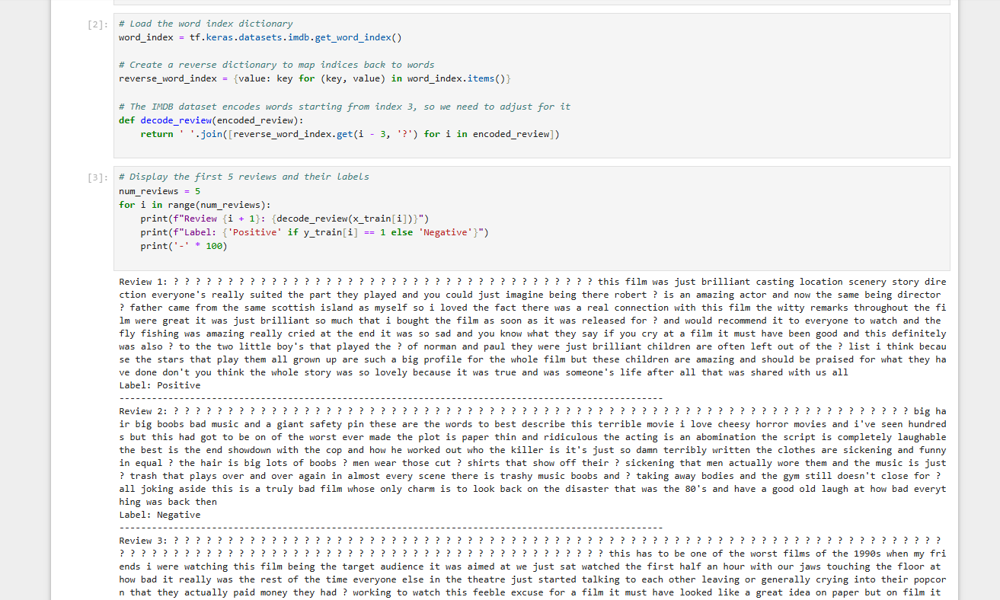 [2]: # Load the word index dictionary
word_index = tf.keras.datasets.imdb.get_word_index()
# Create a reverse dictionary to map indices back to words
reverse_word_index = {value: key for (key, value) in word_index.items()}
# The IMDB dataset encodes words starting from index 3, so we need to adjust for it
def decode_review(encoded_review):
    return ' '.join([reverse_word_index.get(i - 3, '?') for i in encoded_review])
[3]: # Display the first 5 reviews and their labels
num_reviews = 5
for i in range(num_reviews):
    print(f"Review {i + 1}: {decode_review(x_train[i])}")
    print(f"Label: {'Positive' if y_train[i] == 1 else 'Negative'}")
    print('-' * 100)
Review 1: ? ? ? ? ? ? ? ? ? ? ? ? ? ? ? ? ? ? ? ? ? ? ? ? ? ? ? ? ? ? ? ? ? ? ? ? ? ? ? this film was just brilliant casting location scenery story dire
ction everyone's really suited the part they played and you could just imagine being there robert ? is an amazing actor and now the same being director
? father came from the same scottish island as myself so i loved the fact there was a real connection with this film the witty remarks throughout the fi
lm were great it was just brilliant so much that i bought the film as soon as it was released for ? and would recommend it to everyone to watch and the
fly fishing was amazing really cried at the end it was so sad and you know what they say if you cry at a film it must have been good and this definitely
was also ? to the two little boy's that played the ? of norman and paul they were just brilliant children are often left out of the ? list i think becau
se the stars that play them all grown up are such a big profile for the whole film but these children are amazing and should be praised for what they ha
ve done don't you think the whole story was so lovely because it was true and was someone's life after all that was shared with us all
Label: Positive
----------------------------------------------------------------------------------------------------
Review 2: ? ? ? ? ? ? ? ? ? ? ? ? ? ? ? ? ? ? ? ? ? ? ? ? ? ? ? ? ? ? ? ? ? ? ? ? ? ? ? ? ? ? ? ? ? ? ? ? ? ? ? ? ? ? ? ? ? ? ? ? ? ? ? ? ? ? ? ? big ha
ir big boobs bad music and a giant safety pin these are the words to best describe this terrible movie i love cheesy horror movies and i've seen hundred
s but this had got to be on of the worst ever made the plot is paper thin and ridiculous the acting is an abomination the script is completely laughable
the best is the end showdown with the cop and how he worked out who the killer is it's just so damn terribly written the clothes are sickening and funny
in equal ? the hair is big lots of boobs ? men wear those cut ? shirts that show off their ? sickening that men actually wore them and the music is just
? trash that plays over and over again in almost every scene there is trashy music boobs and ? taking away bodies and the gym still doesn't close for ?
all joking aside this is a truly bad film whose only charm is to look back on the disaster that was the 80's and have a good old laugh at how bad everyt
hing was back then
Label: Negative
----------------------------------------------------------------------------------------------------
Review 3: ? ? ? ? ? ? ? ? ? ? ? ? ? ? ? ? ? ? ? ? ? ? ? ? ? ? ? ? ? ? ? ? ? ? ? ? ? ? ? ? ? ? ? ? ? ? ? ? ? ? ? ? ? ? ? ? ? ? ? ? ? ? ? ? ? ? ? ? ? ? ?
? ? ? ? ? ? ? ? ? ? ? ? ? ? ? ? ? ? ? ? ? ? ? ? ? ? ? ? ? ? ? ? ? ? ? ? ? ? ? ? ? ? ? ? ? this has to be one of the worst films of the 1990s when my fri
ends i were watching this film being the target audience it was aimed at we just sat watched the first half an hour with our jaws touching the floor at
how bad it really was the rest of the time everyone else in the theatre just started talking to each other leaving or generally crying into their popcor
n that they actually paid money they had ? working to watch this feeble excuse for a film it must have looked like a great idea on paper but on film it